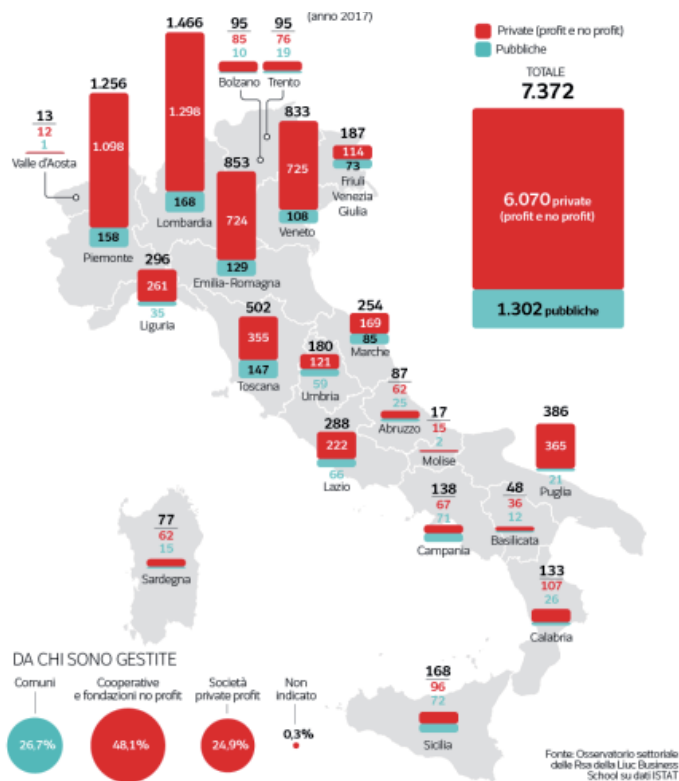 (anno 2017)
Private (profit e no profit)
Pubbliche
TOTALE
7.372
6.070 private
(profit e no profit)
1.302 pubbliche
13
12
1
Valle d'Aosta
1.256
1.098
158
Piemonte
1.466
1.298
168
Lombardia
95
85
10
Bolzano
95
76
19
Trento
833
725
108
Veneto
187
114
73
Friuli
Venezia
Giulia
853
724
129
Emilia-Romagna
296
261
35
Liguria
502
355
147
Toscana
180
121
59
Umbria
254
169
85
Marche
288
222
66
Lazio
87
62
25
Abruzzo
17
15
2
Molise
386
365
21
Puglia
138
67
71
Campania
48
36
12
Basilicata
77
62
15
Sardegna
133
107
26
Calabria
168
96
72
Sicilia
DA CHI SONO GESTITE
Comuni
26,7%
Cooperative
e fondazioni no profit
48,1%
Società
private profit
24,9%
Non
indicato
0,3%
Fonte: Osservatorio settoriale
delle Rsa della Liuc Business
School su dati ISTAT